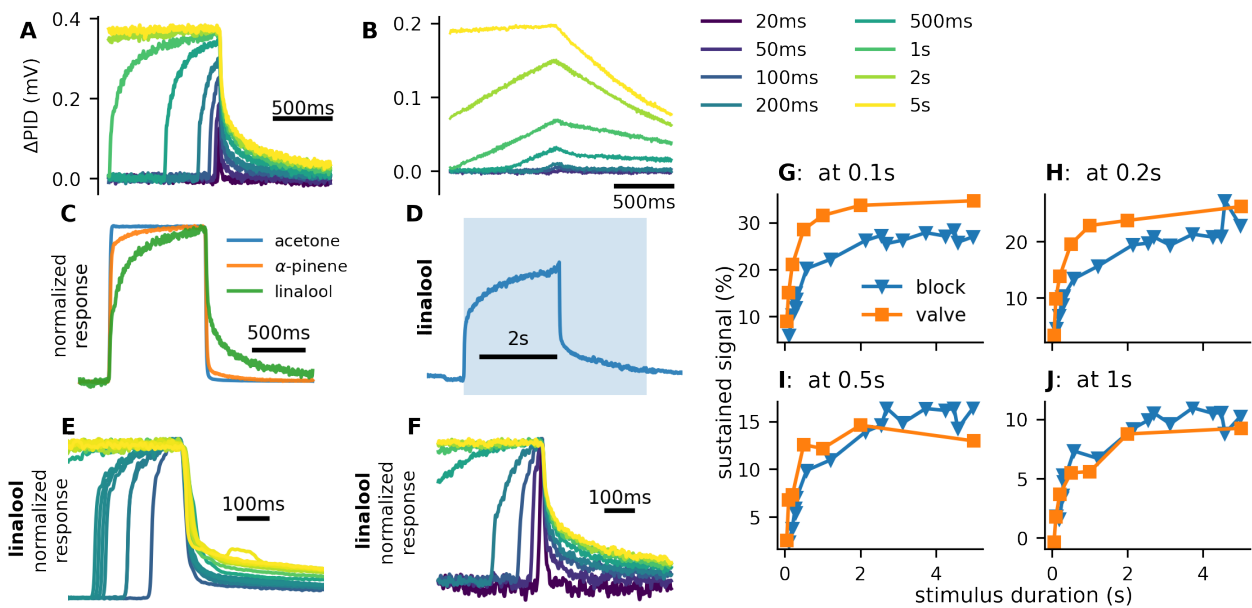 A
ΔPID (mV)
0.4
0.2
0.0
500ms
B
0.2
0.1
0.0
500ms
20ms
50ms
100ms
200ms
500ms
1s
2s
5s
C
normalized
response
acetone
α-pinene
linalool
500ms
D
linalool
2s
E
linalool
normalized
response
100ms
F
linalool
normalized
response
100ms
sustained signal (%)
G: at 0.1s
30
20
10
block
valve
H: at 0.2s
20
10
I: at 0.5s
15
10
5
0
2
4
J: at 1s
10
5
0
0
2
4
stimulus duration (s)